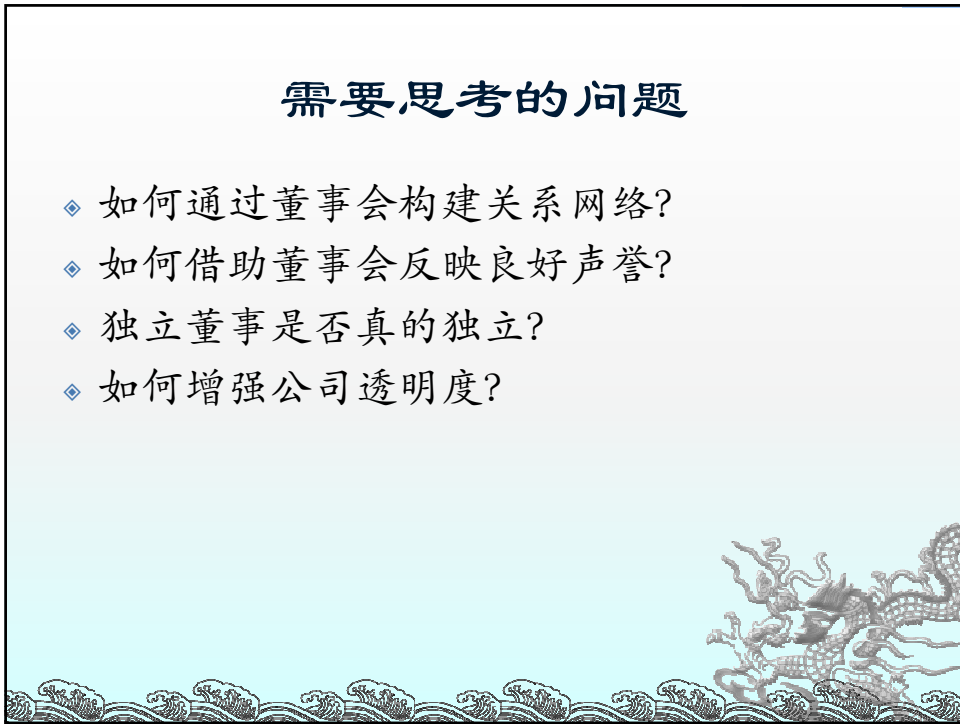 需要思考的问题
如何通过董事会构建关系网络?
如何借助董事会反映良好声誉?
独立董事是否真的独立?
如何增强公司透明度?